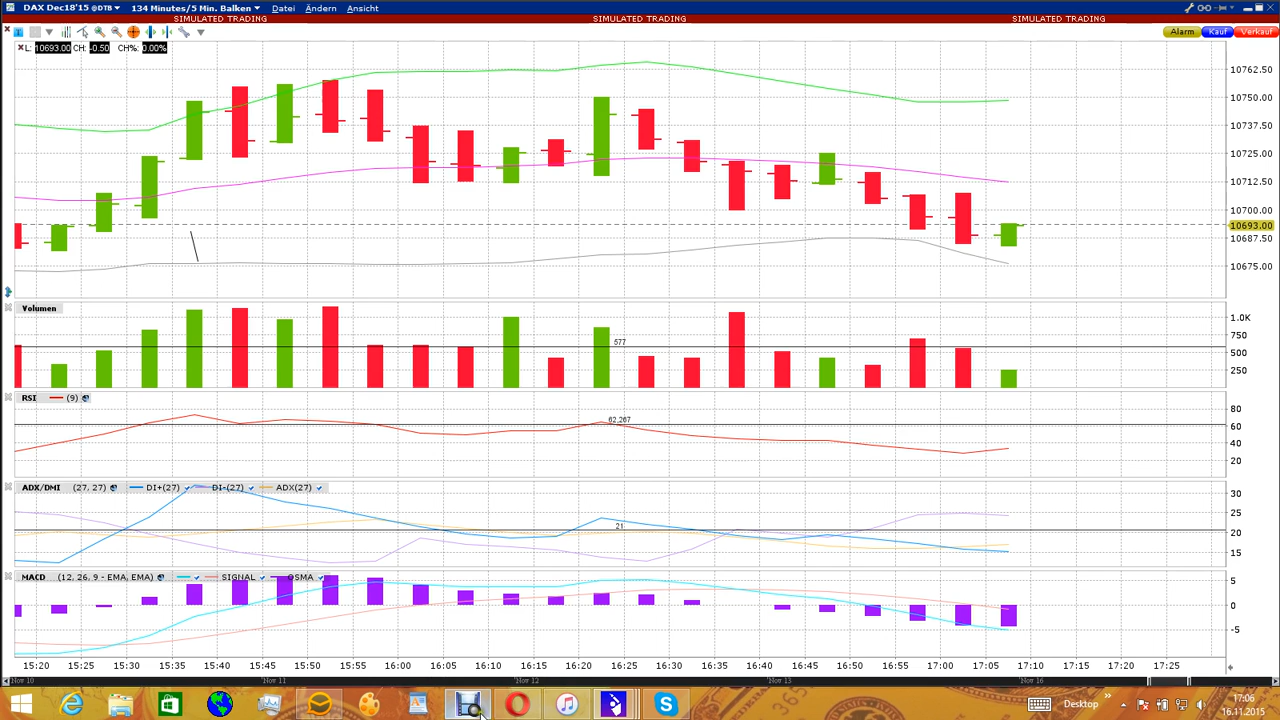 DAX Dec18'15 @DTB 134 Minutes/5 Min. Balken Datei Ändern Ansicht
SIMULATED TRADING SIMULATED TRADING SIMULATED TRADING
Alarm Kauf Verkauf
L: 10693.00 CH: -0.50 CH%: 0.00%
10762.50
10750.00
10737.50
10725.00
10712.50
10700.00
10693.00
10687.50
10675.00
Volumen
1.0K
750
577
500
250
RSI (9)
80
62,267
60
40
20
ADX/DMI (27, 27) DI+(27) DI-(27) ADX(27)
30
21
20
15
MACD (12, 26, 9 - EMA, EMA) SIGNAL OSMA
5
0
-5
15:20 15:25 15:30 15:35 15:40 15:45 15:50 15:55 16:00 16:05 16:10 16:15 16:20 16:25 16:30 16:35 16:40 16:45 16:50 16:55 17:00 17:05 17:10 17:15 17:20 17:25
Nov 10 Nov 11 Nov 12 Nov 13 Nov 16
Desktop
17:06
16.11.2015